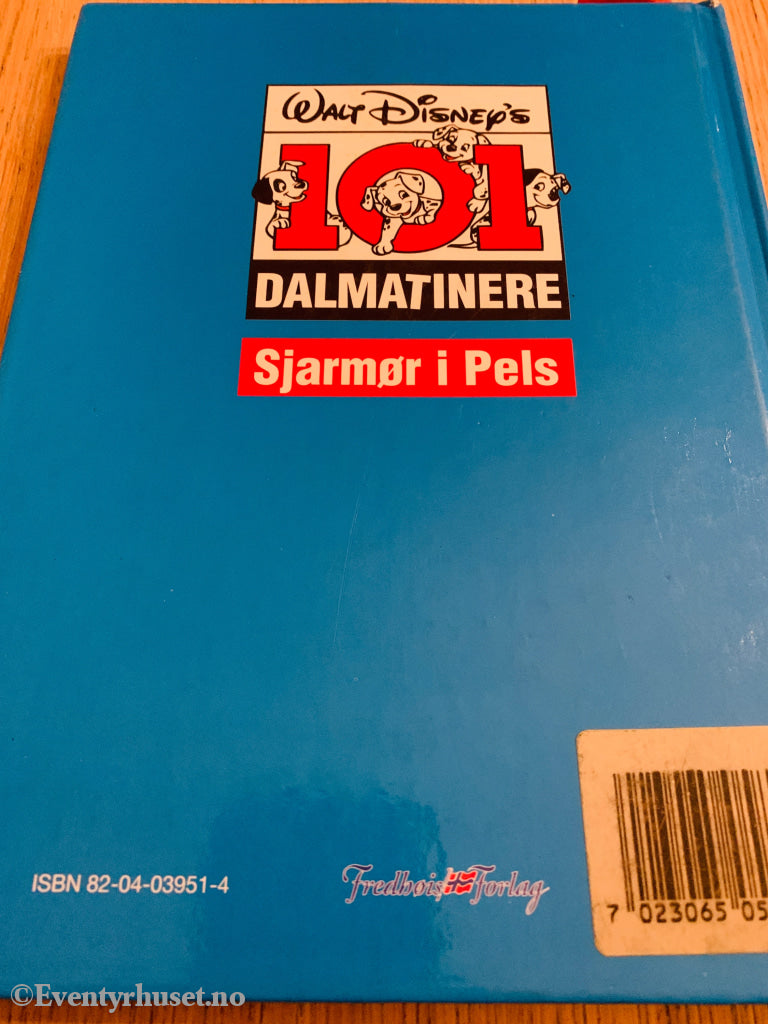 WALT DISNEY'S
101
DALMATINERE
Sjarmør i Pels
ISBN 82-04-03951-4
Fredhøis Forlag
7 023065 05
©Eventyrhuset.no